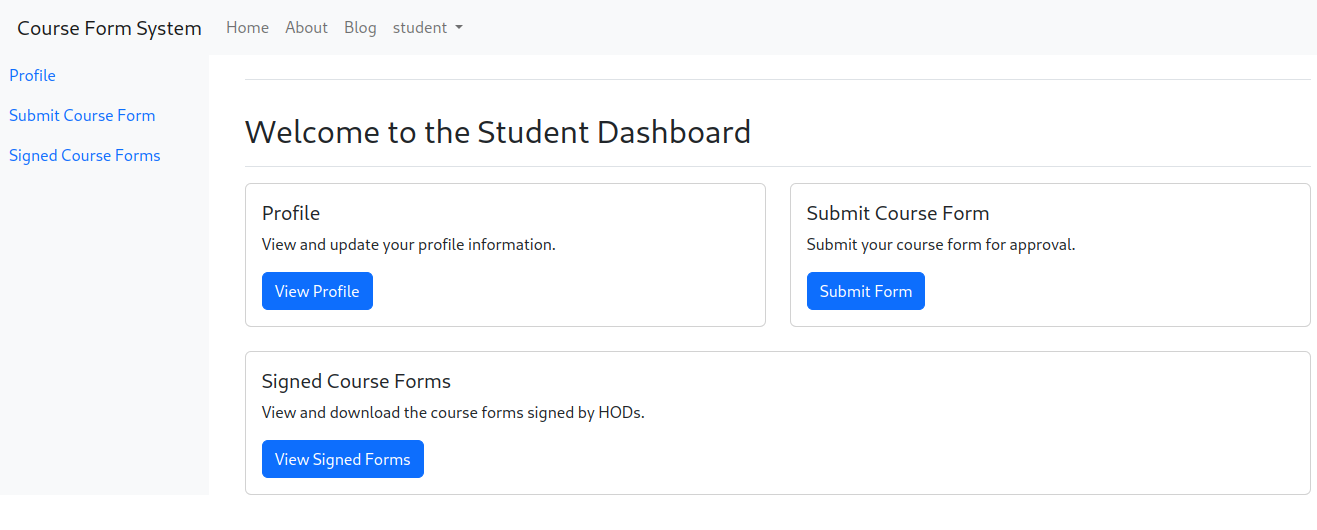 Course Form System Home About Blog student
Profile
Submit Course Form
Signed Course Forms
Welcome to the Student Dashboard
Profile
View and update your profile information.
View Profile
Submit Course Form
Submit your course form for approval.
Submit Form
Signed Course Forms
View and download the course forms signed by HODs.
View Signed Forms